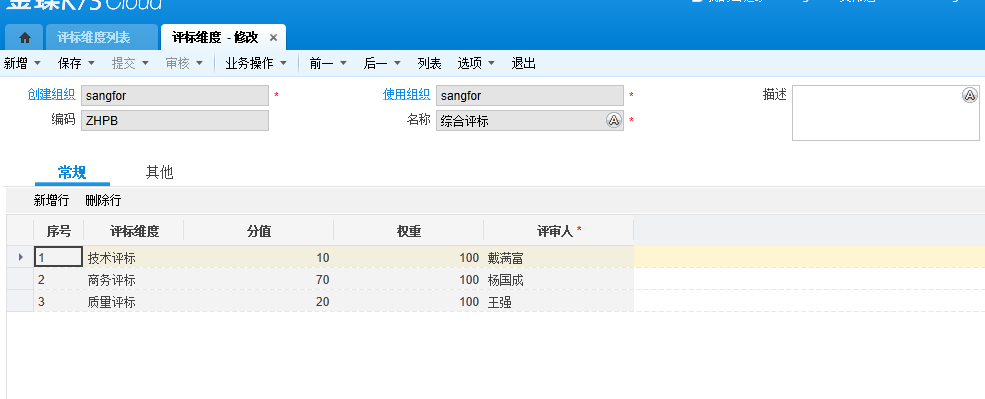 金蝶K/3 Cloud
评标维度列表
评标维度 - 修改 ×
新增 保存 提交 审核 业务操作 前一 后一 列表 选项 退出
创建组织 sangfor * 使用组织 sangfor * 描述
编码 ZHPB 名称 综合评标 *
常规 其他
新增行 删除行
序号 评标维度 分值 权重 评审人 *
1 技术评标 10 100 戴满富
2 商务评标 70 100 杨国成
3 质量评标 20 100 王强